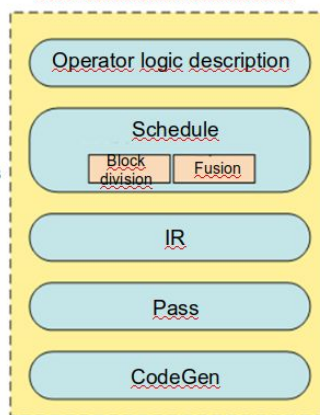 Operator logic description
Schedule
Block
division
Fusion
IR
Pass
CodeGen